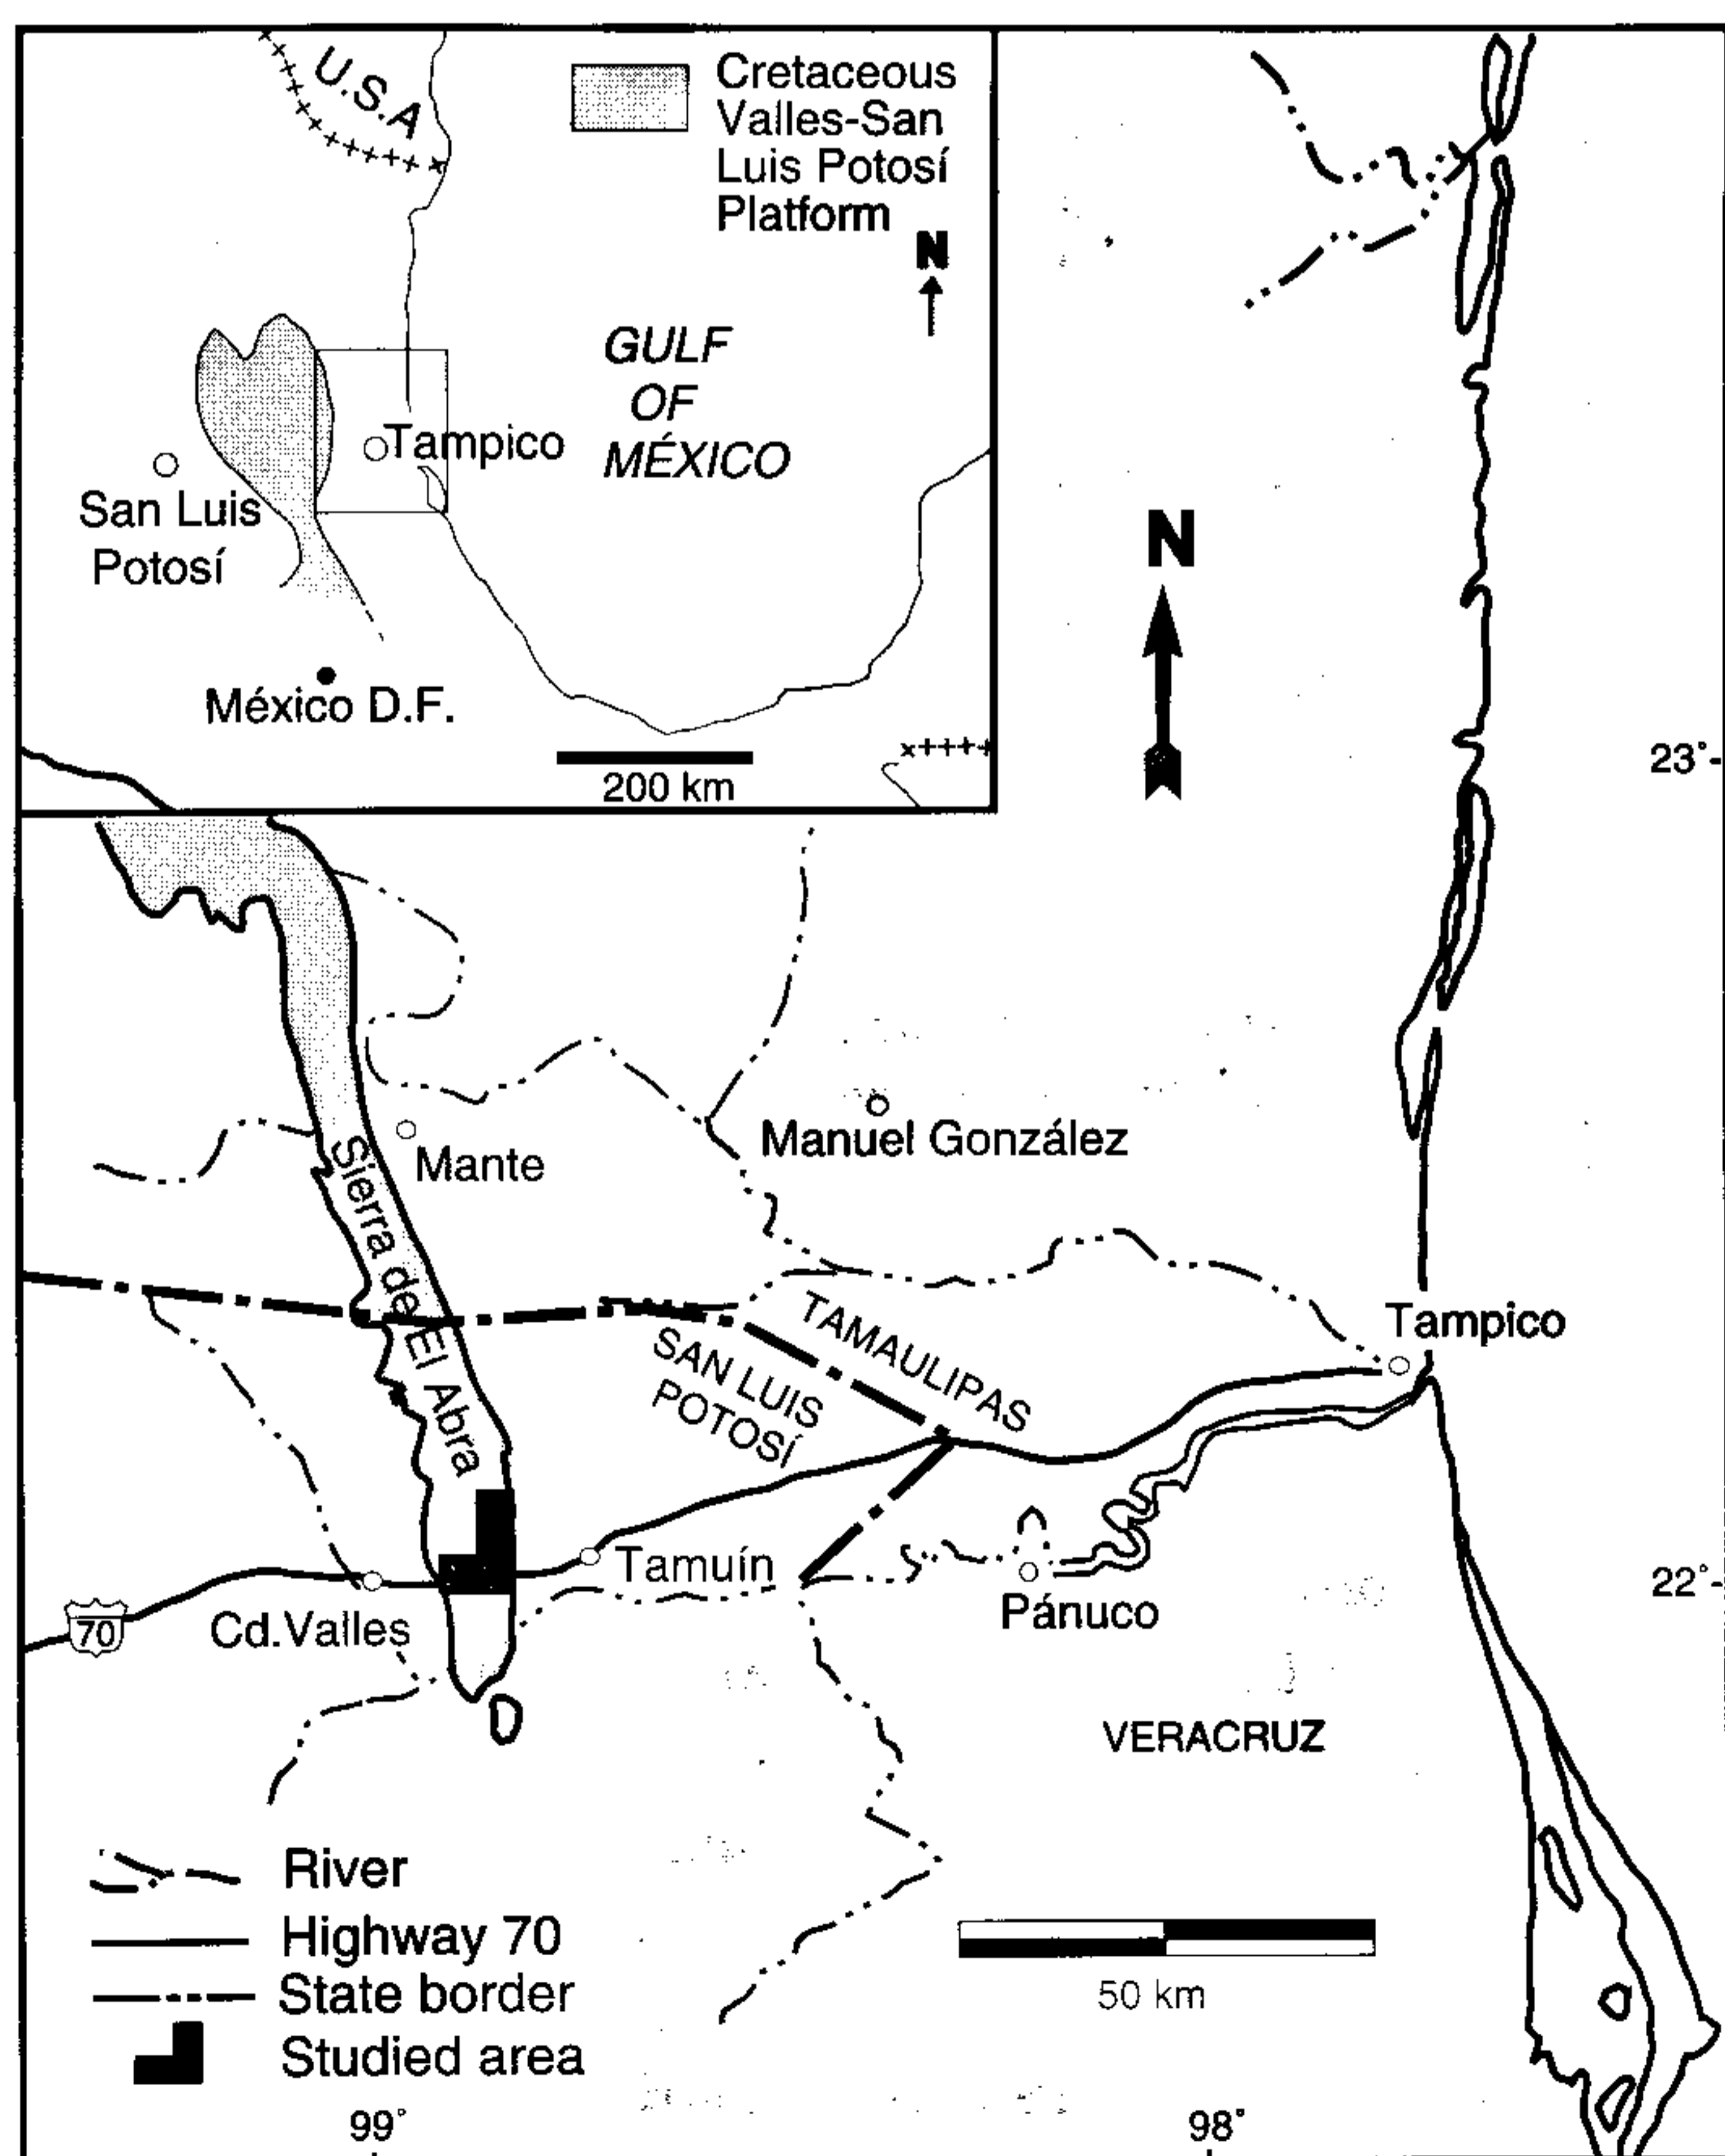 U.S.A
Cretaceous
Valles-San
Luis Potosí
Platform
N
GULF
OF
MÉXICO
Tampico
San Luis
Potosí
México D.F.
200 km
N
23°
Manuel González
Mante
Sierra de El Abra
TAMAULIPAS
SAN LUIS
POTOSÍ
Tampico
Tamuín
Pánuco
22°
70
Cd.Valles
VERACRUZ
River
Highway 70
State border
Studied area
50 km
99°
98°